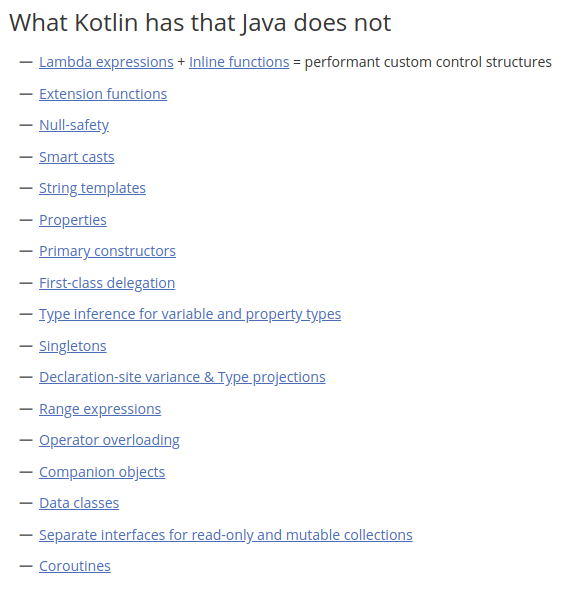 What Kotlin has that Java does not
— Lambda expressions + Inline functions = performant custom control structures
— Extension functions
— Null-safety
— Smart casts
— String templates
— Properties
— Primary constructors
— First-class delegation
— Type inference for variable and property types
— Singletons
— Declaration-site variance & Type projections
— Range expressions
— Operator overloading
— Companion objects
— Data classes
— Separate interfaces for read-only and mutable collections
— Coroutines